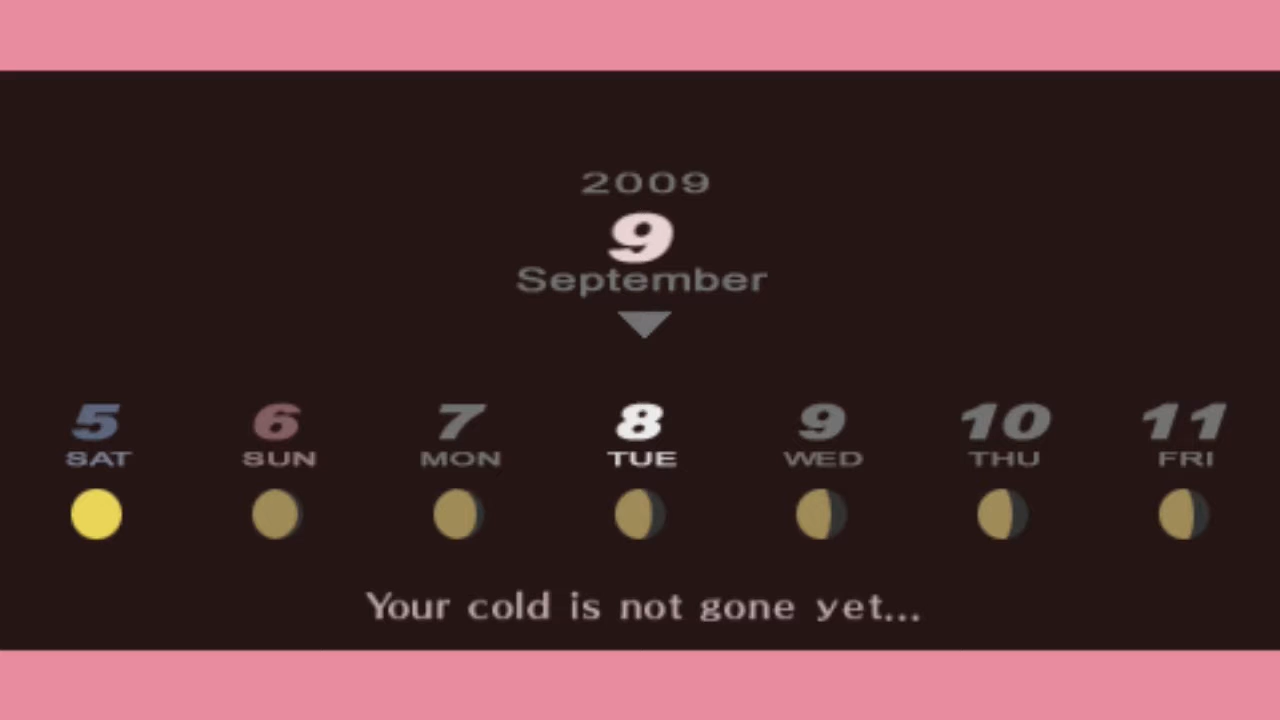 2009
9
September
5 6 7 8 9 10 11
SAT SUN MON TUE WED THU FRI
Your cold is not gone yet...